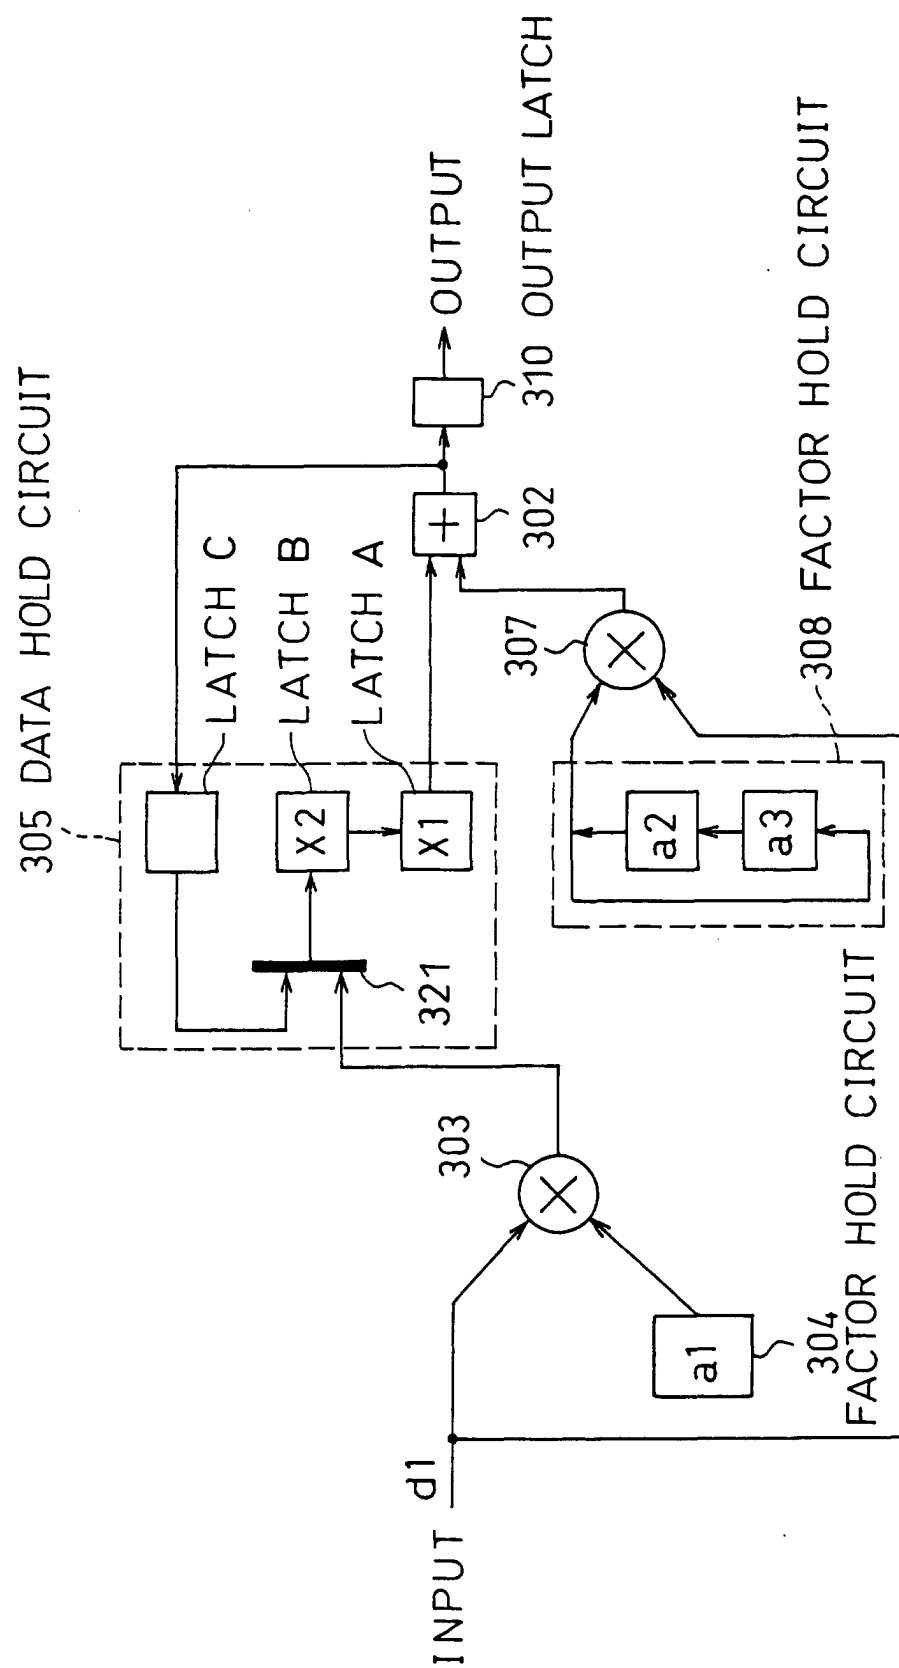 305 DATA HOLD CIRCUIT
LATCH C
LATCH B
LATCH A
X2
X1
321
OUTPUT
310 OUTPUT LATCH
+
302
303
×
307
×
308 FACTOR HOLD CIRCUIT
a2
a3
INPUT d1
a1
304
FACTOR HOLD CIRCUIT